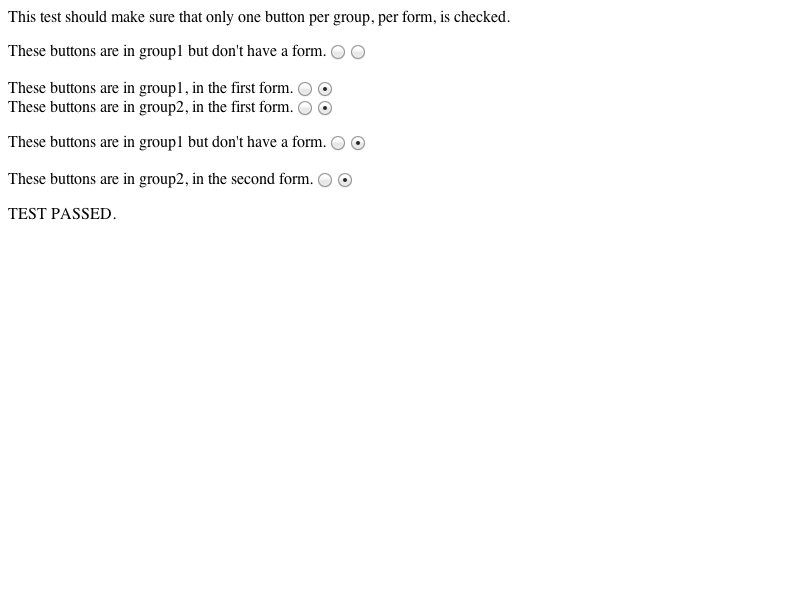 This test should make sure that only one button per group, per form, is checked.
These buttons are in group1 but don't have a form.
These buttons are in group1, in the first form.
These buttons are in group2, in the first form.
These buttons are in group1 but don't have a form.
These buttons are in group2, in the second form.
TEST PASSED.